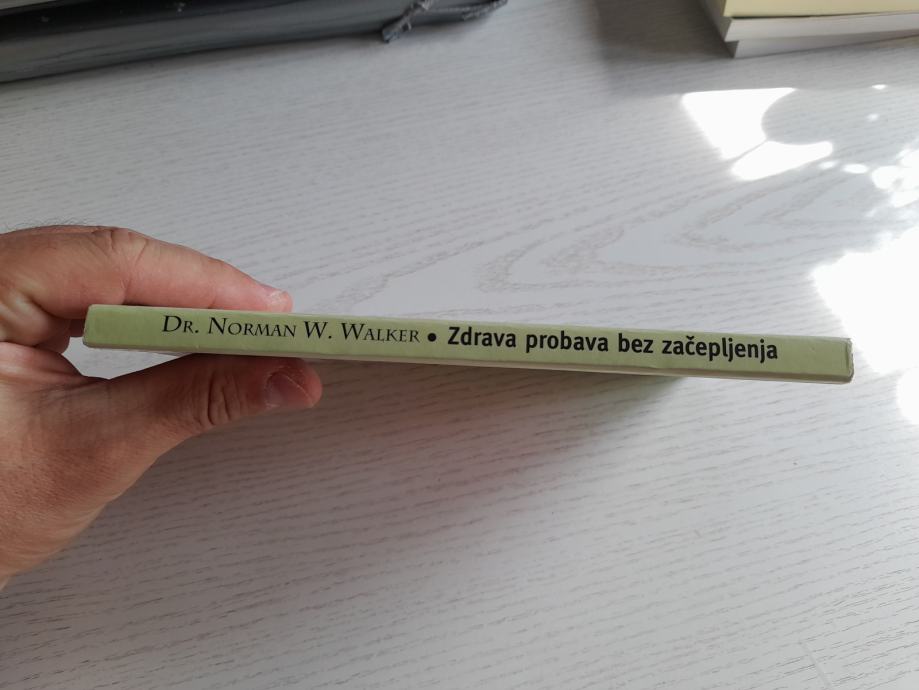 Dr. Norman W. Walker • Zdrava probava bez začepljenja